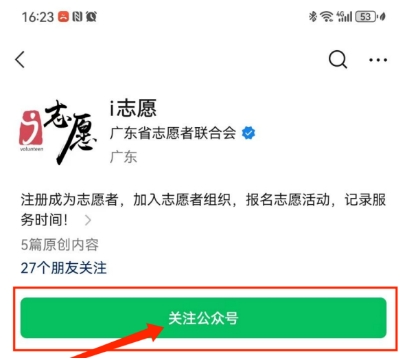 16:23
53
i志愿
志愿
volunteer
广东省志愿者联合会
广东
注册成为志愿者，加入志愿者组织，报名志愿活动，记录服
务时间！
5篇原创内容
27个朋友关注
关注公众号